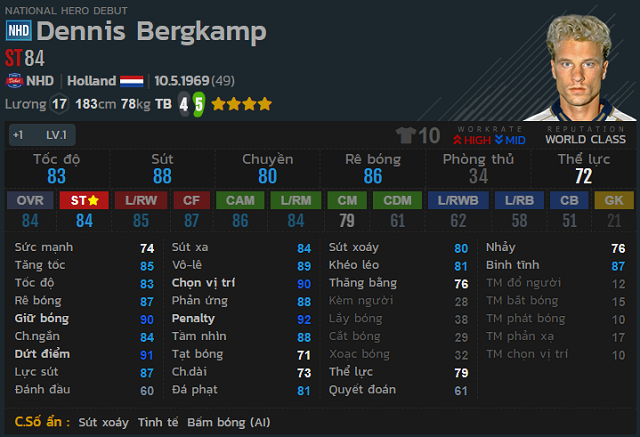 NATIONAL HERO DEBUT
NHD Dennis Bergkamp
ST 84
NHD | Holland | 10.5.1969 (49)
Lương 17 183cm 78kg TB 4 5
+1 LV.1
10 WORKRATE HIGH MID REPUTATION WORLD CLASS
Tốc độ Sút Chuyền Rê bóng Phòng thủ Thể lực
83 88 80 86 34 72
OVR ST L/RW CF CAM L/RM CM CDM L/RWB L/RB CB GK
84 84 85 87 86 84 79 61 62 58 51 21
Sức mạnh 74 Sút xa 84 Sút xoáy 80 Nhảy 76
Tăng tốc 85 Vô-lê 89 Khéo léo 81 Bình tĩnh 87
Tốc độ 83 Chọn vị trí 90 Thăng bằng 76 TM đổ người 12
Rê bóng 87 Phản ứng 88 Kèm người 28 TM bắt bóng 15
Giữ bóng 90 Penalty 92 Lấy bóng 38 TM phát bóng 10
Ch.ngắn 84 Tầm nhìn 88 Cắt bóng 29 TM phản xạ 17
Dứt điểm 91 Tạt bóng 71 Xoạc bóng 32 TM chọn vị trí 10
Lực sút 87 Ch.dài 73 Thể lực 79
Đánh đầu 60 Đá phạt 81 Quyết đoán 61
C.Số ẩn : Sút xoáy Tinh tế Bấm bóng (AI)